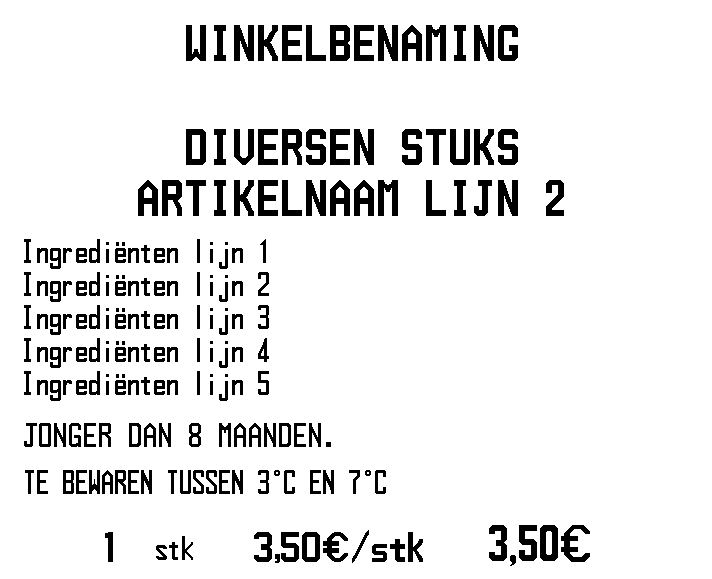 WINKELBENAMING
DIVERSEN STUKS
ARTIKELNAAM LIJN 2
Ingrediënten lijn 1
Ingrediënten lijn 2
Ingrediënten lijn 3
Ingrediënten lijn 4
Ingrediënten lijn 5
JONGER DAN 8 MAANDEN.
TE BEWAREN TUSSEN 3°C EN 7°C
1 stk 3,50€/stk 3,50€